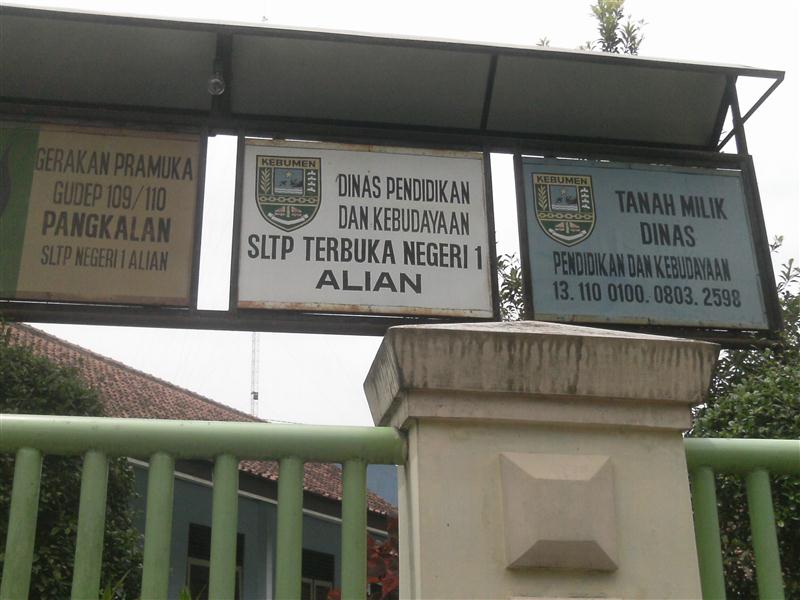 GERAKAN PRAMUKA
GUDEP 109/110
PANGKALAN
SLTP NEGERI 1 ALIAN
KEBUMEN
DINAS PENDIDIKAN
DAN KEBUDAYAAN
SLTP TERBUKA NEGERI 1
ALIAN
KEBUMEN
TANAH MILIK
DINAS
PENDIDIKAN DAN KEBUDAYAAN
13. 110 0100. 0803. 2598